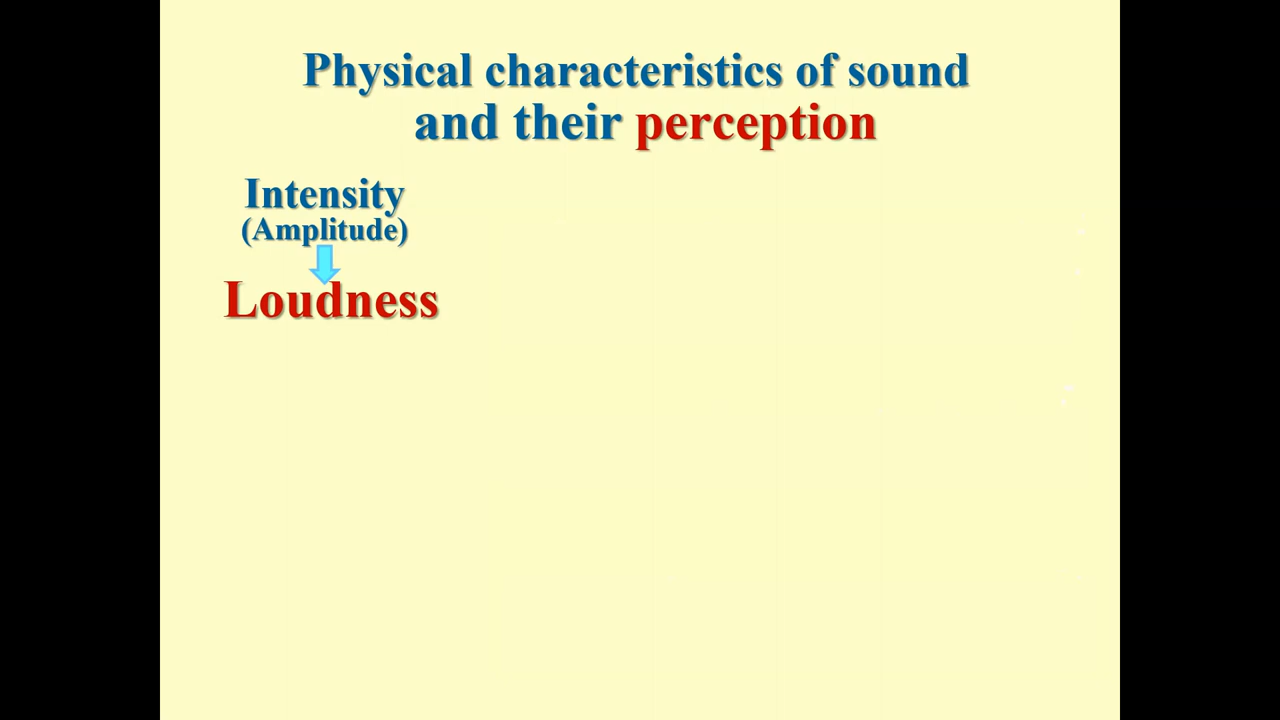 Physical characteristics of sound
and their perception
Intensity
(Amplitude)
Loudness